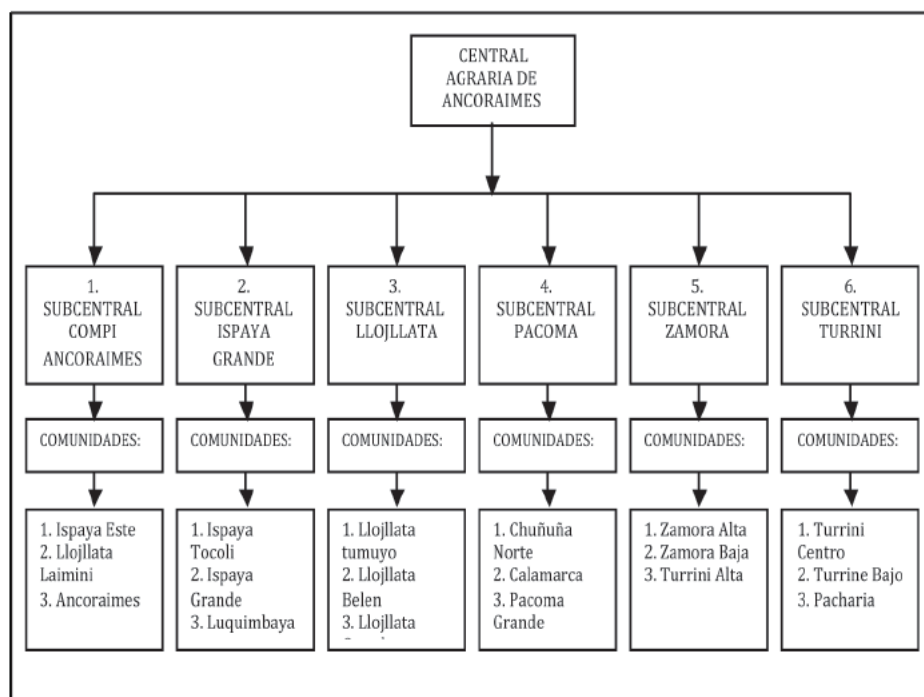 CENTRAL
AGRARIA DE
ANCORAIMES
1.
SUBCENTRAL
COMPI
ANCORAIMES
2.
SUBCENTRAL
ISPAYA
GRANDE
3.
SUBCENTRAL
LLOJLLATA
4.
SUBCENTRAL
PACOMA
5.
SUBCENTRAL
ZAMORA
6.
SUBCENTRAL
TURRINI
COMUNIDADES:
COMUNIDADES:
COMUNIDADES:
COMUNIDADES:
COMUNIDADES:
COMUNIDADES:
1. Ispaya Este
2. Llojllata
Laimini
3. Ancoraimes
1. Ispaya
Tocoli
2. Ispaya
Grande
3. Luquimbaya
1. Llojllata
tumuyo
2. Llojllata
Belen
3. Llojllata
1. Chuñuña
Norte
2. Calamarca
3. Pacoma
Grande
1. Zamora Alta
2. Zamora Baja
3. Turrini Alta
1. Turrini
Centro
2. Turrine Bajo
3. Pacharia